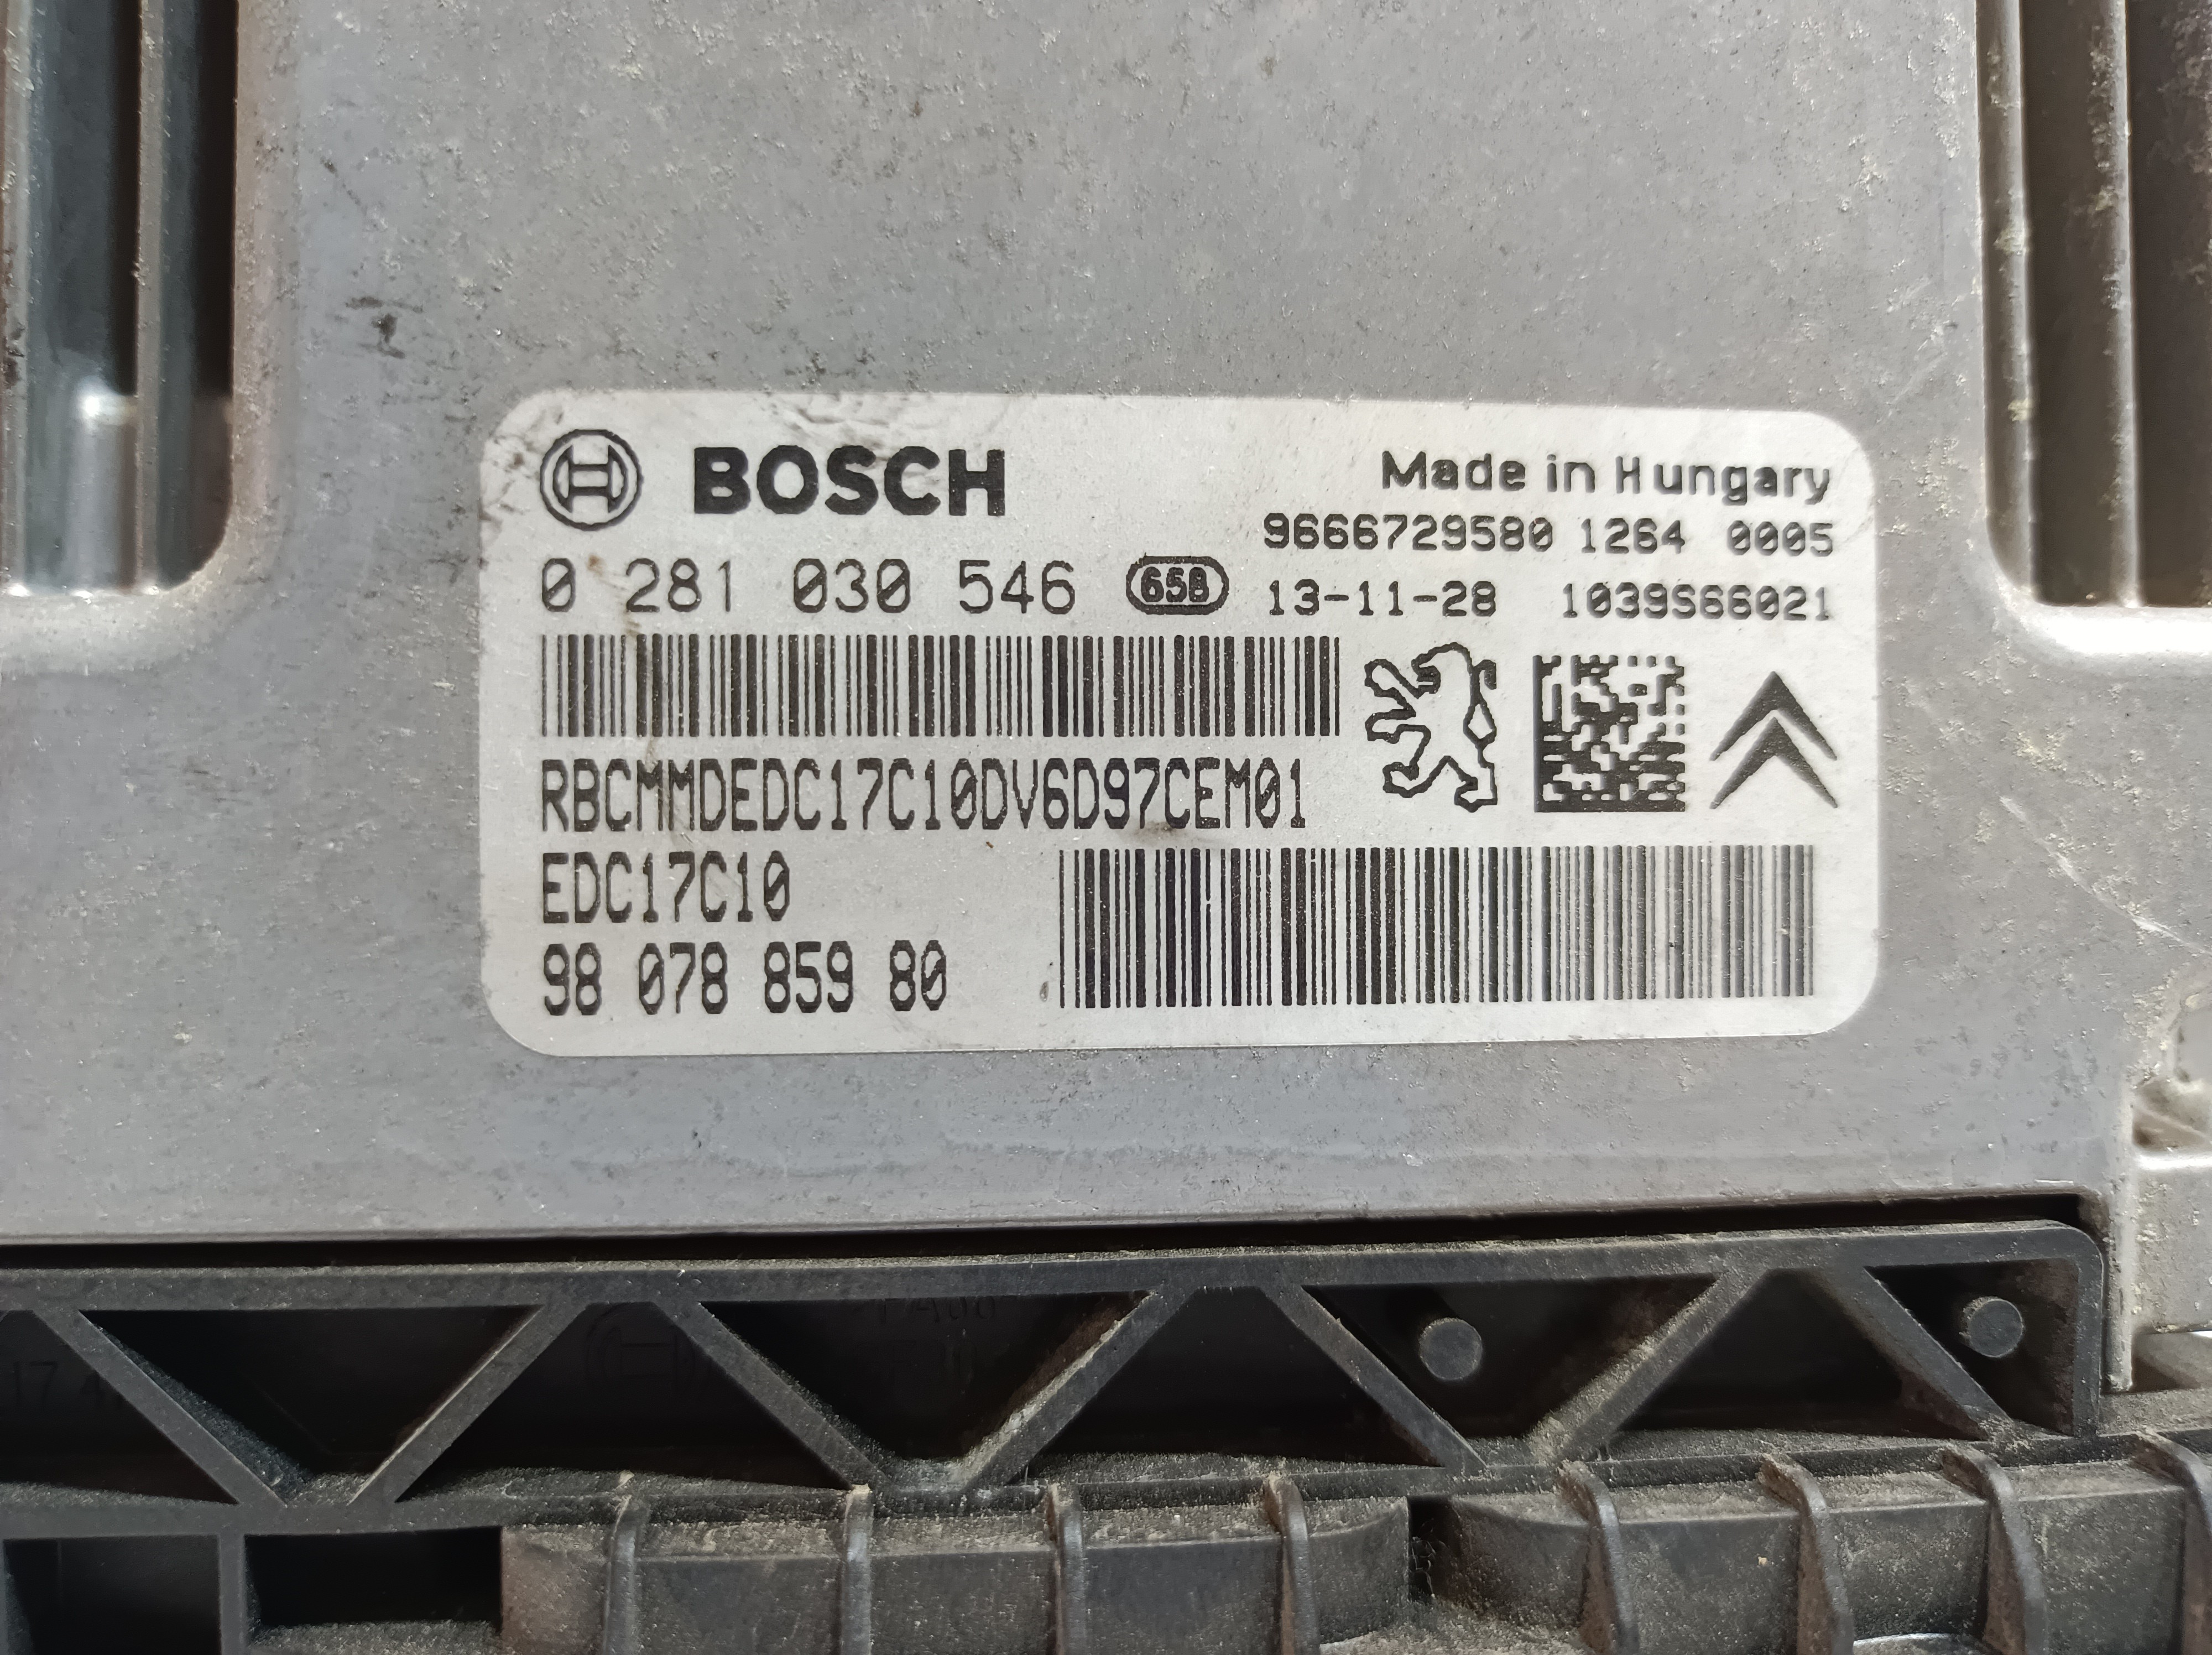 BOSCH
Made in Hungary
9666729580 1264 0005
0 281 030 546 658 13-11-28 1039S66021
RBCMMDEDC17C10DV6D97CEM01
EDC17C10
98 078 859 80